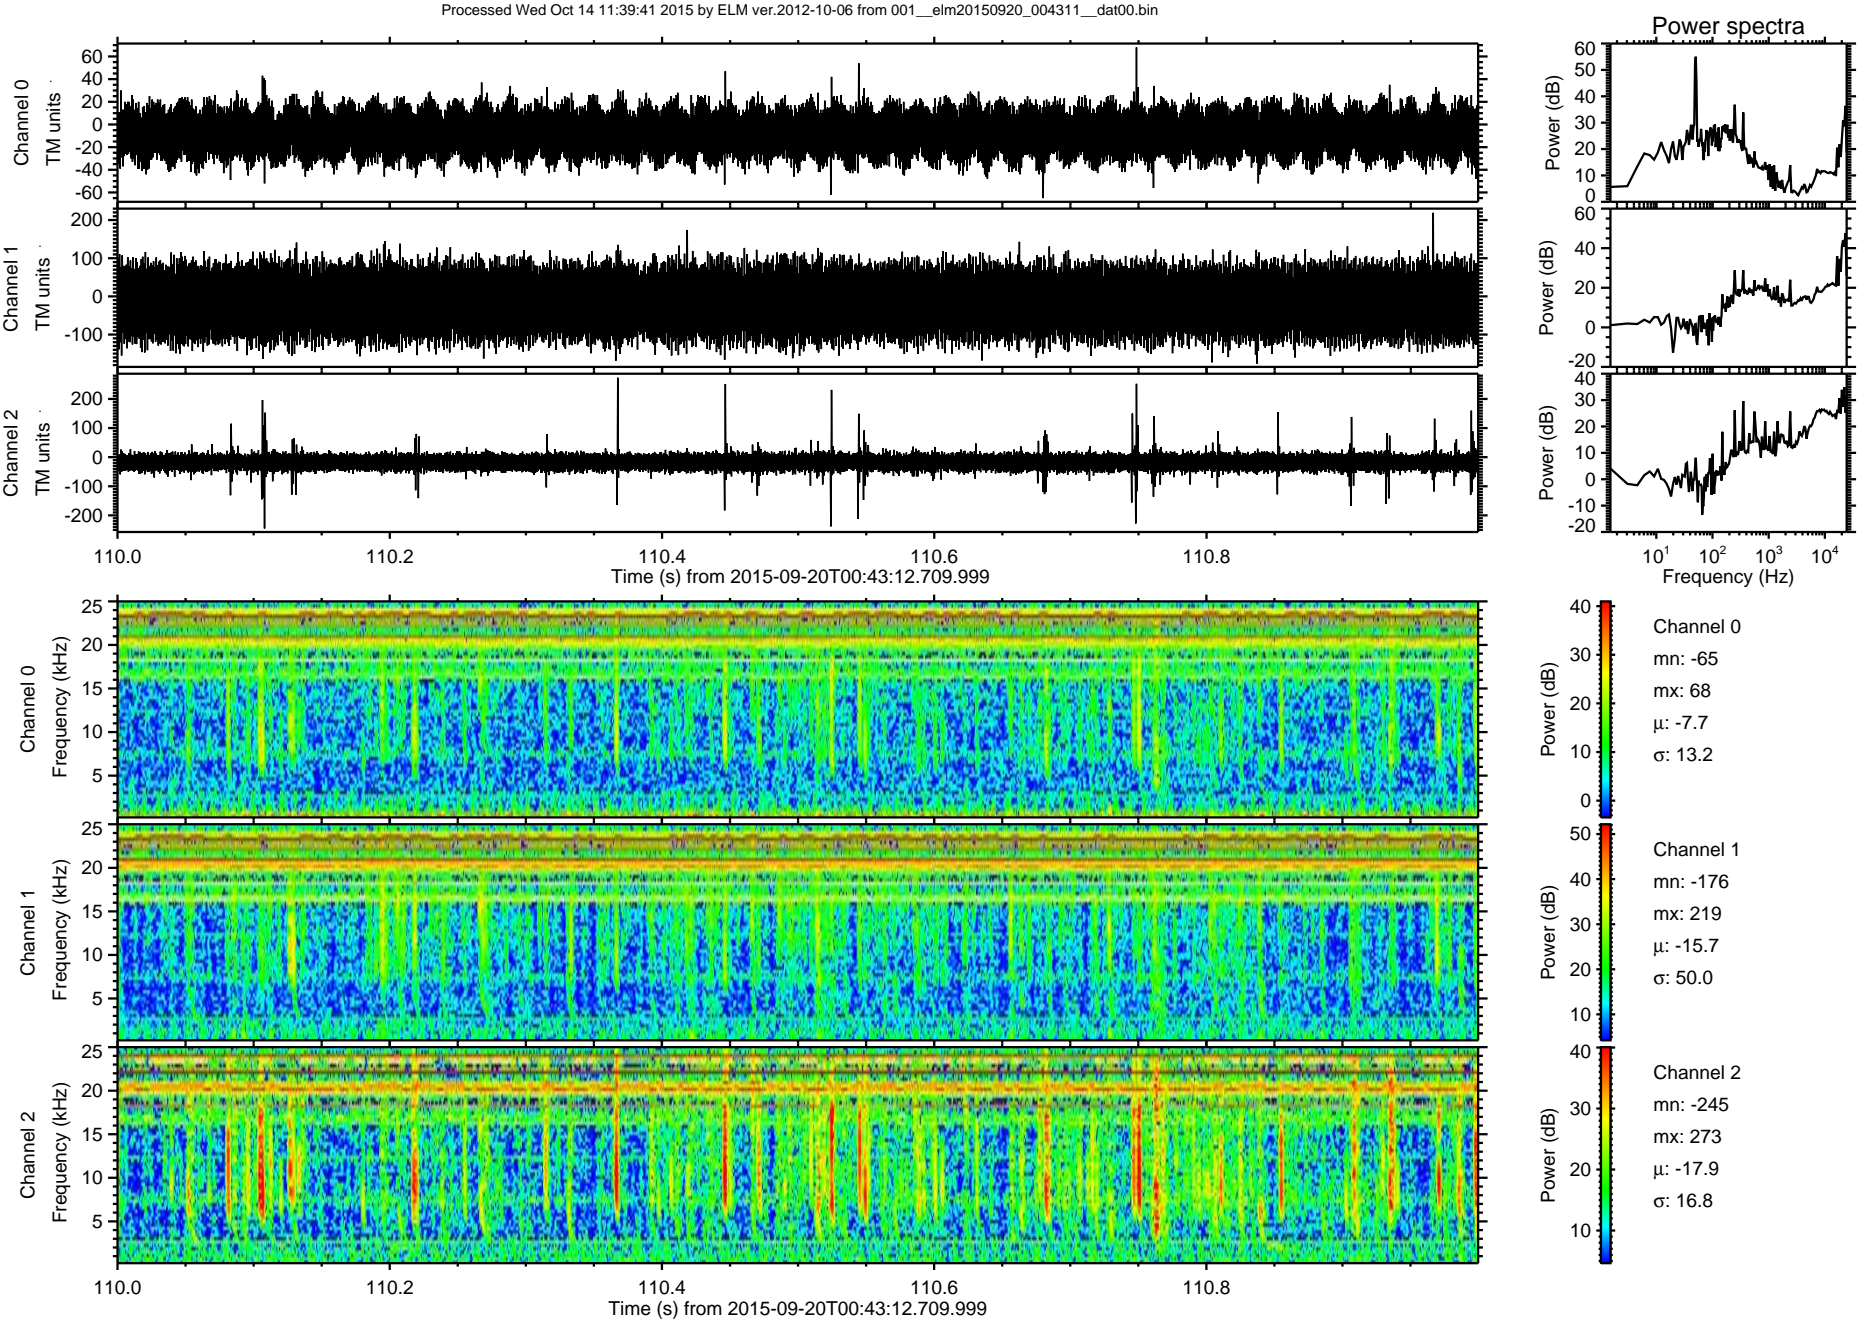 Processed Wed Oct 14 11:39:41 2015 by ELM ver.2012-10-06 from 001__elm20150920_004311__dat00.bin
Power spectra
Channel 0
TM units
60
40
20
0
-20
-40
-60
Power (dB)
60
50
40
30
20
10
0
Channel 1
TM units
200
100
0
-100
Power (dB)
60
40
20
0
-20
Channel 2
TM units
200
100
0
-100
-200
Power (dB)
40
30
20
10
0
-10
-20
110.0
110.2
110.4
110.6
110.8
Time (s) from 2015-09-20T00:43:12.709.999
10¹
10²
10³
10⁴
Frequency (Hz)
Channel 0
Frequency (kHz)
25
20
15
10
5
Power (dB)
40
30
20
10
0
Channel 0
mn: -65
mx: 68
μ: -7.7
σ: 13.2
Channel 1
Frequency (kHz)
25
20
15
10
5
Power (dB)
50
40
30
20
10
Channel 1
mn: -176
mx: 219
μ: -15.7
σ: 50.0
Channel 2
Frequency (kHz)
25
20
15
10
5
Power (dB)
40
30
20
10
Channel 2
mn: -245
mx: 273
μ: -17.9
σ: 16.8
110.0
110.2
110.4
110.6
110.8
Time (s) from 2015-09-20T00:43:12.709.999